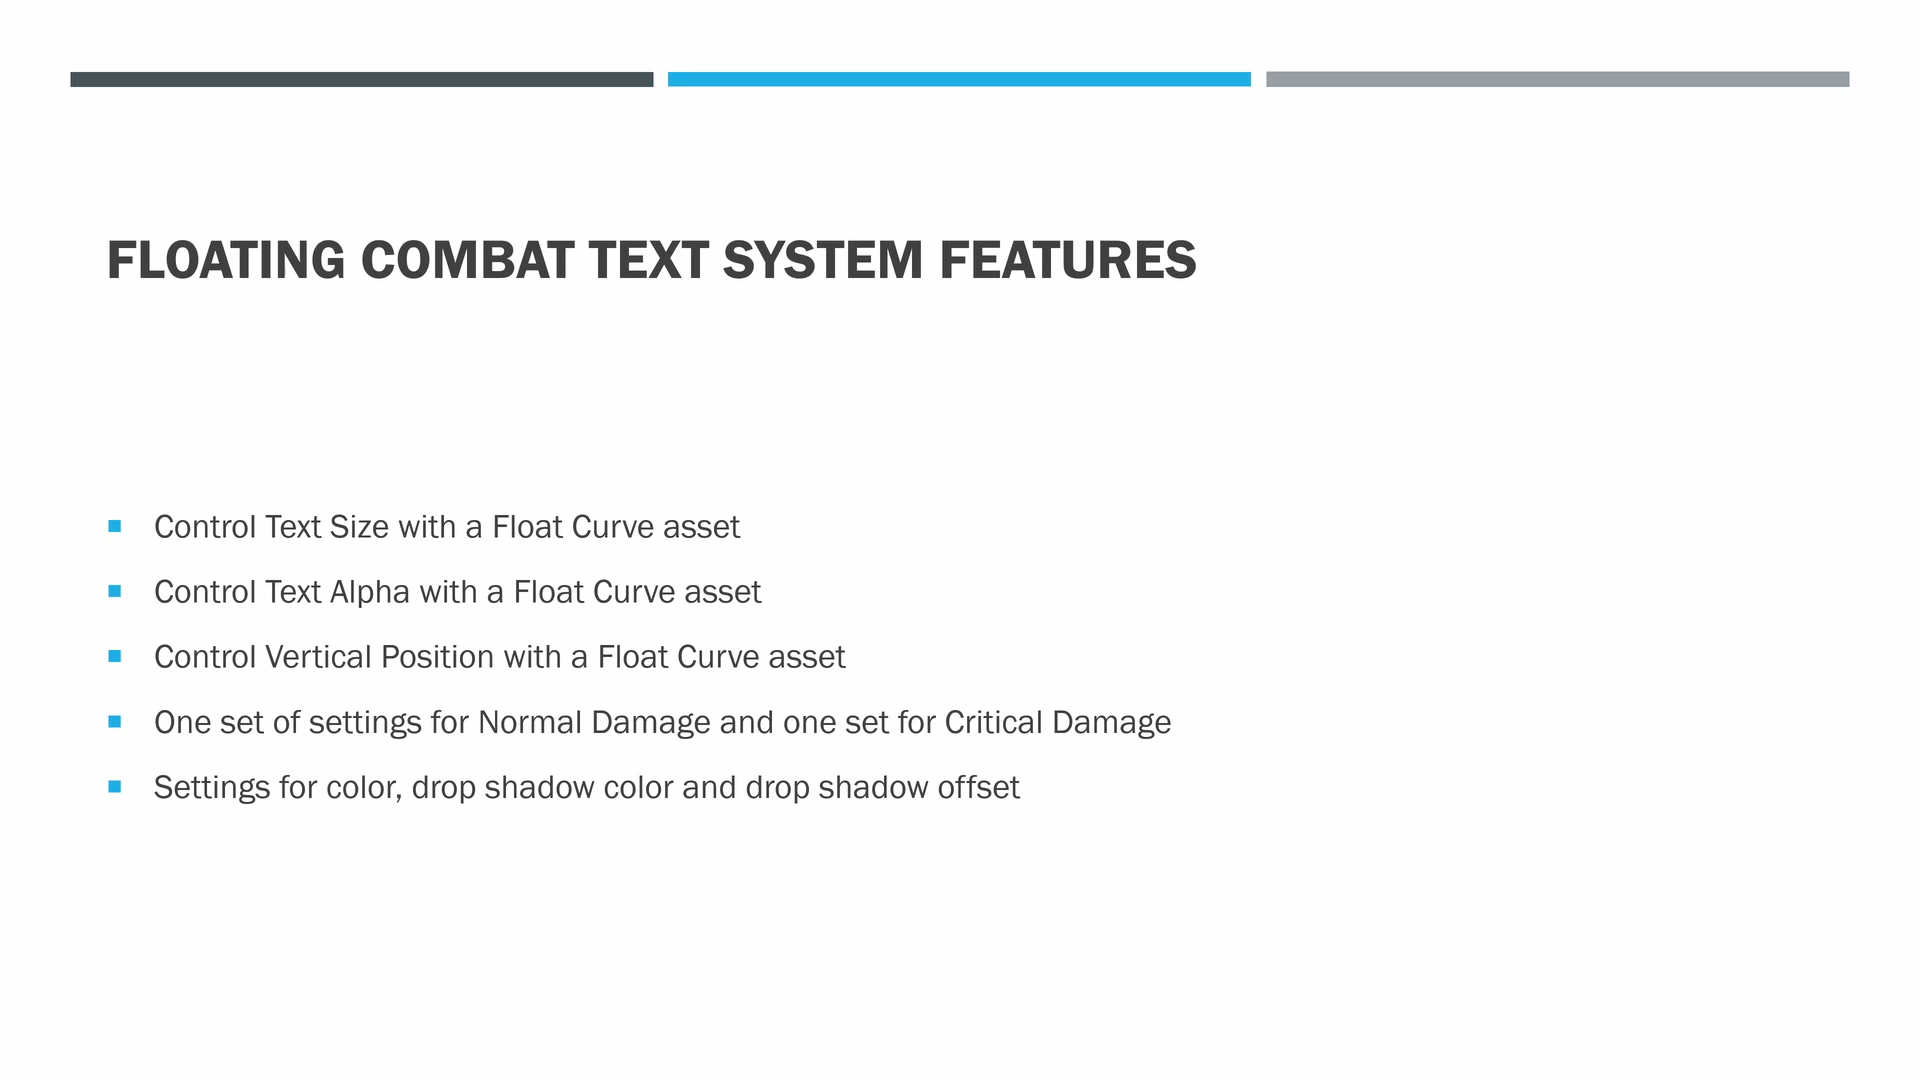 FLOATING COMBAT TEXT SYSTEM FEATURES
Control Text Size with a Float Curve asset
Control Text Alpha with a Float Curve asset
Control Vertical Position with a Float Curve asset
One set of settings for Normal Damage and one set for Critical Damage
Settings for color, drop shadow color and drop shadow offset